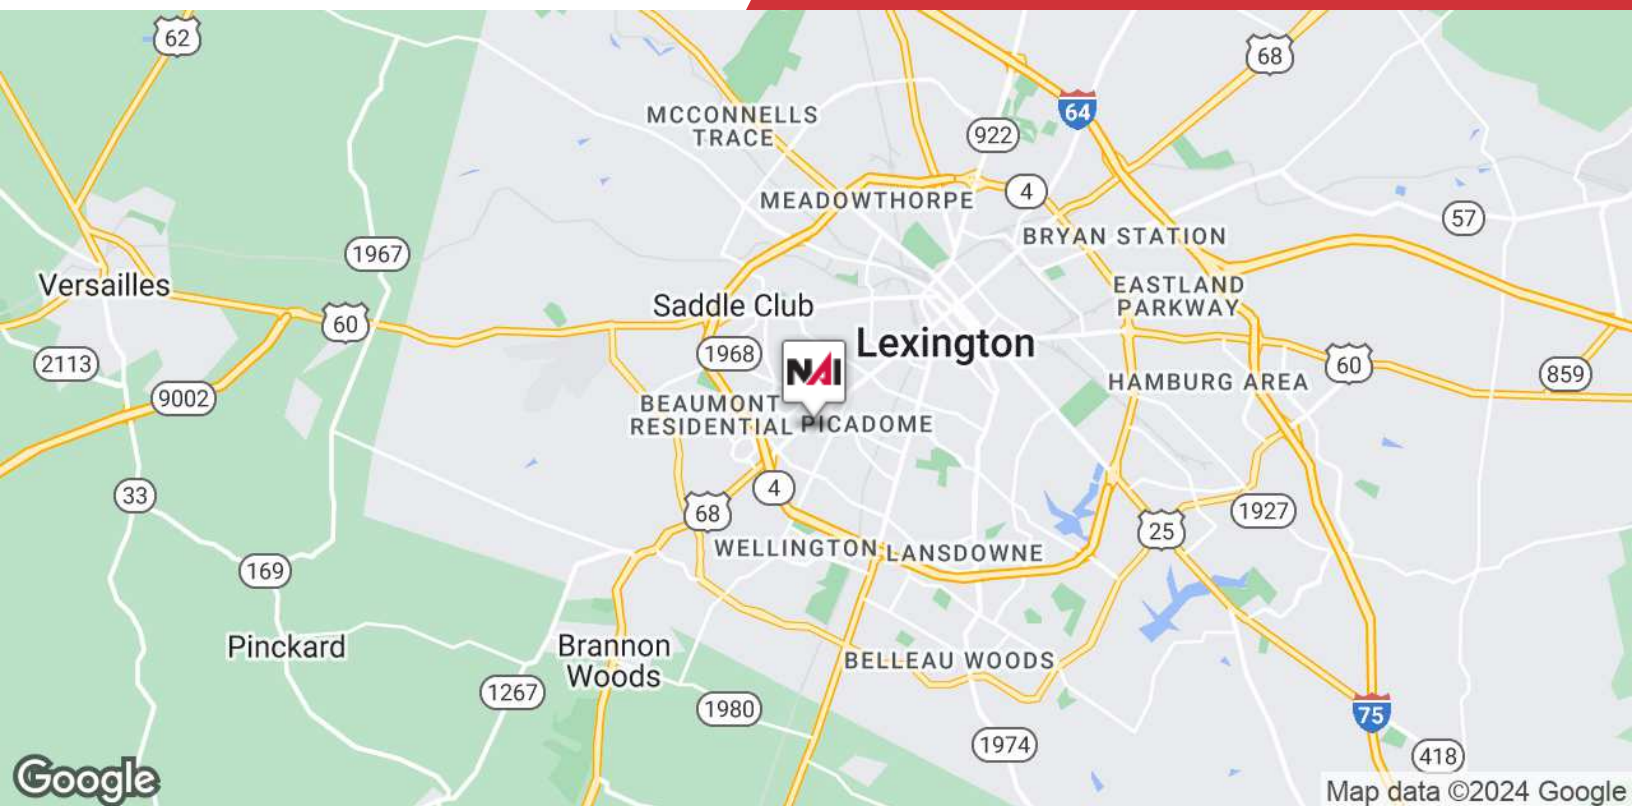 62
68
64
MCCONNELLS
TRACE
922
4
MEADOWTHORPE
57
BRYAN STATION
1967
Versailles
EASTLAND
PARKWAY
Saddle Club
60
Lexington
1968
2113
NAI
60
859
HAMBURG AREA
9002
BEAUMONT
RESIDENTIAL
PICADOME
4
33
68
1927
25
WELLINGTON
LANSDOWNE
169
Pinckard
Brannon
Woods
BELLEAU WOODS
1267
1980
75
1974
418
Google
Map data ©2024 Google